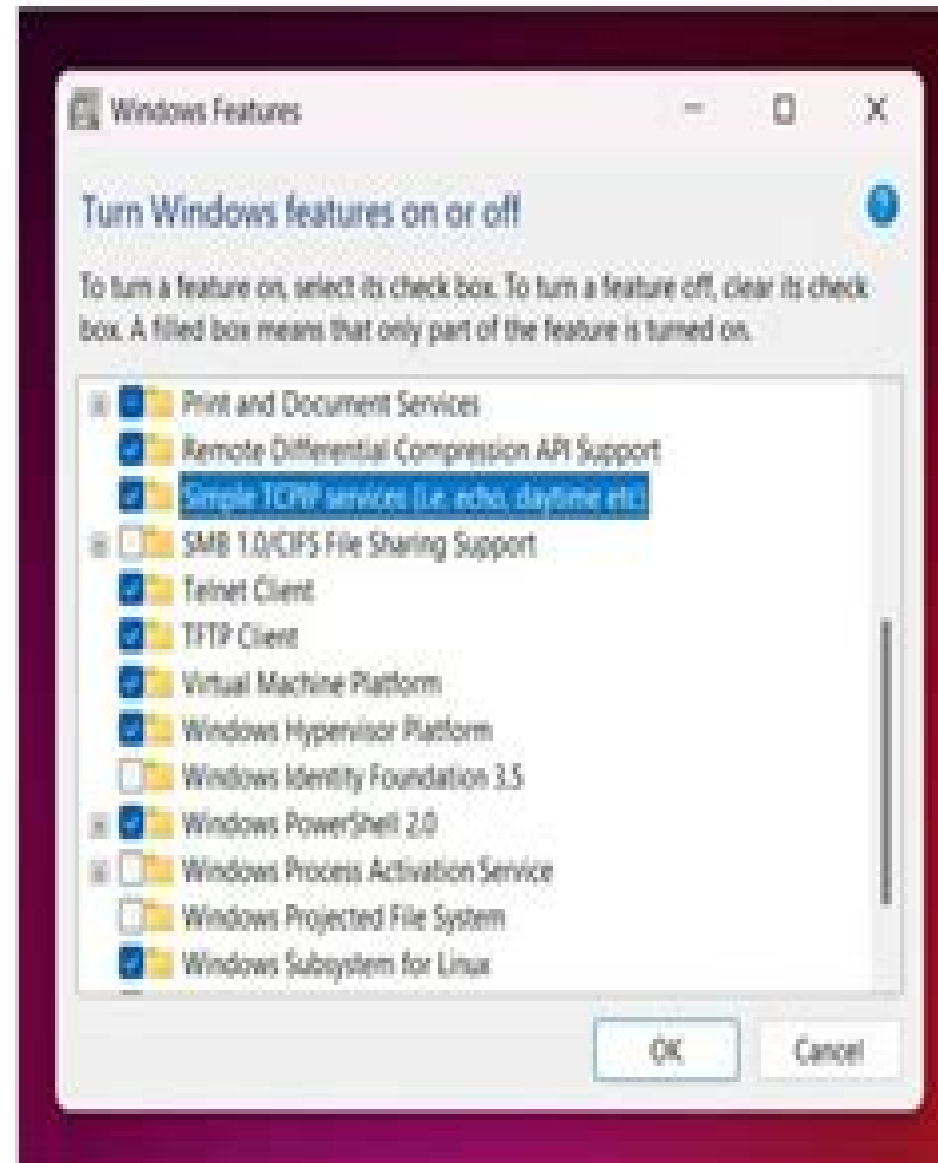 Windows Features
Turn Windows features on or off
To turn a feature on, select its check box. To turn a feature off, clear its check
box. A filled box means that only part of the feature is turned on.
Print and Document Services
Remote Differential Compression API Support
Simple TCPIP services (i.e. echo, daytime etc)
SMB 1.0/CIFS File Sharing Support
Telnet Client
TFTP Client
Virtual Machine Platform
Windows Hypervisor Platform
Windows Identity Foundation 3.5
Windows PowerShell 2.0
Windows Process Activation Service
Windows Projected File System
Windows Subsystem for Linux
OK
Cancel